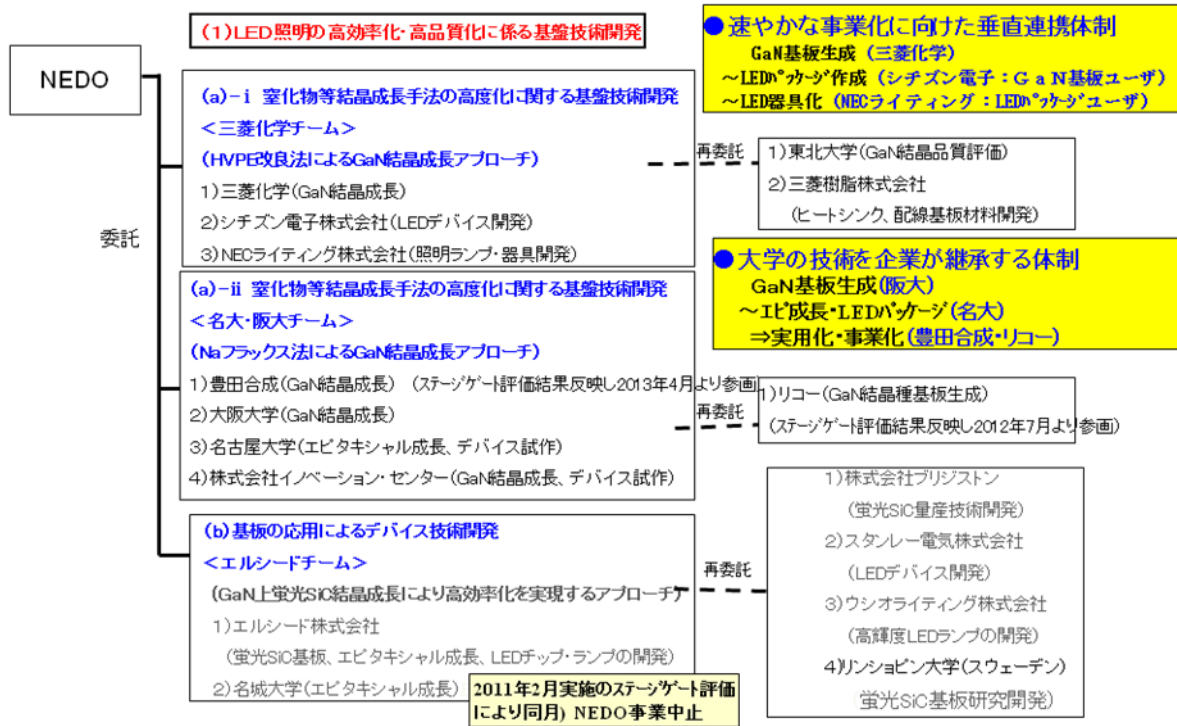 (1)LED照明の高効率化・高品質化に係る基盤技術開発
NEDO
委託
(a)-ⅰ 窒化物等結晶成長手法の高度化に関する基盤技術開発
<三菱化学チーム>
(HVPE改良法によるGaN結晶成長アプローチ)
1)三菱化学(GaN結晶成長)
2)シチズン電子株式会社(LEDデバイス開発)
3)NECライティング株式会社(照明ランプ・器具開発)
●速やかな事業化に向けた垂直連携体制
GaN基板生成(三菱化学)
～LEDﾊﾟｯｹｰｼﾞ作成(シチズン電子：ＧａＮ基板ユーザ)
～LED器具化(NECライティング：LEDﾊﾟｯｹｰｼﾞユーザ)
再委託
1)東北大学(GaN結晶品質評価)
2)三菱樹脂株式会社
(ヒートシンク、配線基板材料開発)
(a)-ⅱ 窒化物等結晶成長手法の高度化に関する基盤技術開発
<名大・阪大チーム>
(Naフラックス法によるGaN結晶成長アプローチ)
1)豊田合成(GaN結晶成長) (ｽﾃｰｼﾞｹﾞｰﾄ評価結果反映し2013年4月より参画)
2)大阪大学(GaN結晶成長)
3)名古屋大学(エピタキシャル成長、デバイス試作)
4)株式会社イノベーション・センター(GaN結晶成長、デバイス試作)
●大学の技術を企業が継承する体制
GaN基板生成(阪大)
～ｴﾋﾟ成長・LEDﾊﾟｯｹｰｼﾞ(名大)
⇒実用化・事業化(豊田合成・リコー)
再委託
1)リコー(GaN結晶種基板生成)
(ｽﾃｰｼﾞｹﾞｰﾄ評価結果反映し2012年7月より参画)
(b)基板の応用によるデバイス技術開発
<エルシードチーム>
(GaN上蛍光SiC結晶成長により高効率化を実現するアプローチ)
1)エルシード株式会社
(蛍光SiC基板、エピタキシャル成長、LEDチップ・ランプの開発)
2)名城大学(エピタキシャル成長)
2011年2月実施のｽﾃｰｼﾞｹﾞｰﾄ評価
により同月) NEDO事業中止
再委託
1)株式会社ブリジストン
(蛍光SiC量産技術開発)
2)スタンレー電気株式会社
(LEDデバイス開発)
3)ウシオライティング株式会社
(高輝度LEDランプの開発)
4)リンショピン大学(スウェーデン)
(蛍光SiC基板研究開発)